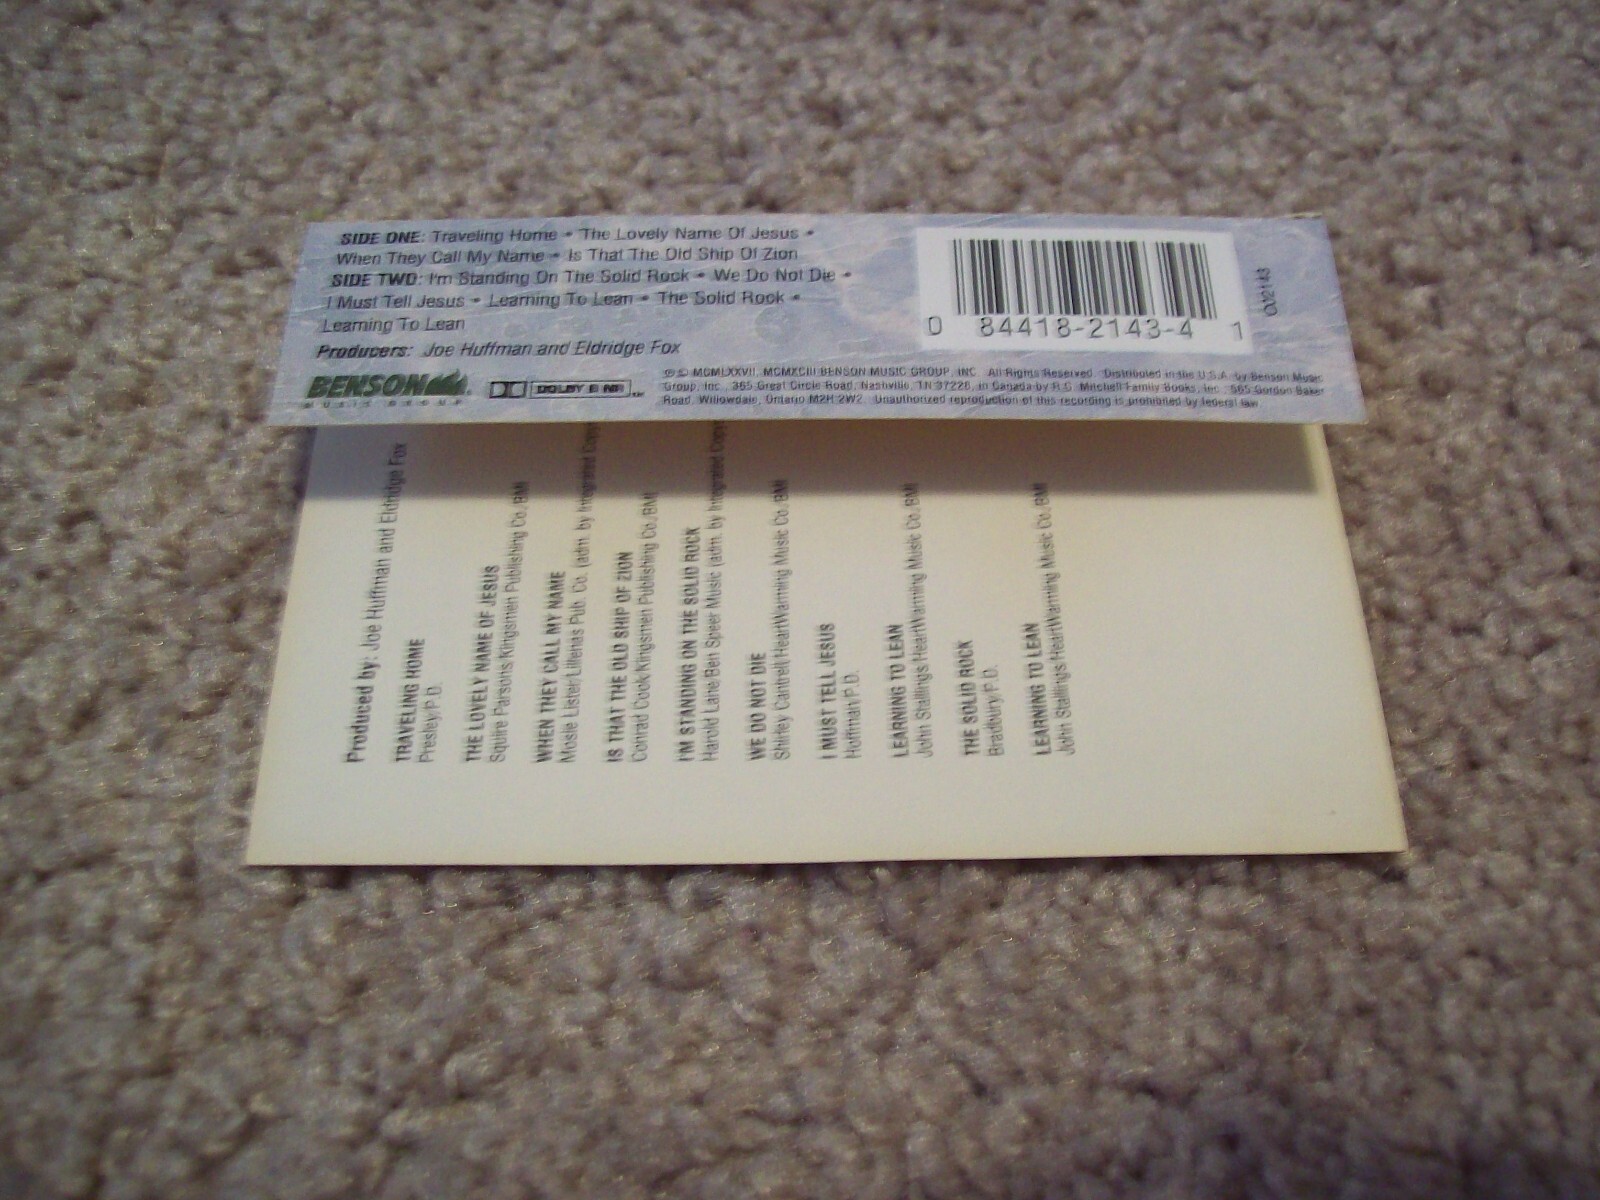 SIDE ONE: Traveling Home • The Lovely Name Of Jesus •
When They Call My Name • Is That The Old Ship Of Zion
SIDE TWO: I'm Standing On The Solid Rock • We Do Not Die •
I Must Tell Jesus • Learning To Lean • The Solid Rock •
Learning To Lean
Producers: Joe Huffman and Eldridge Fox
BENSON
MUSIC GROUP
DOLBY B NR
℗ © MCMLXXVII, MCMXCIII BENSON MUSIC GROUP, INC. All Rights Reserved. Distributed in the U.S.A. by Benson Music
Group, Inc., 365 Great Circle Road, Nashville, TN 37228, in Canada by R.G. Mitchell Family Books, Inc., 565 Gordon Baker
Road, Willowdale, Ontario M2H 2W2. Unauthorized reproduction of this recording is prohibited by federal law.
0 84418-2143-4 1
002143
Produced by: Joe Huffman and Eldridge Fox
TRAVELING HOME
Presley/P.D.
THE LOVELY NAME OF JESUS
Squire Parsons/Kingsmen Publishing Co./BMI
WHEN THEY CALL MY NAME
Mosie Lister/Lillenas Pub. Co. (adm. by Integrated
IS THAT THE OLD SHIP OF ZION
Conrad Cook/Kingsmen Publishing Co./BMI
I'M STANDING ON THE SOLID ROCK
Harold Lane/Ben Speer Music (adm. by Integrated
WE DO NOT DIE
Shirley Cantrell/HeartWarming Music Co./BMI
I MUST TELL JESUS
Hoffman/P.D.
LEARNING TO LEAN
John Stallings/HeartWarming Music Co./BMI
THE SOLID ROCK
Bradbury/P.D.
LEARNING TO LEAN
John Stallings/HeartWarming Music Co./BMI